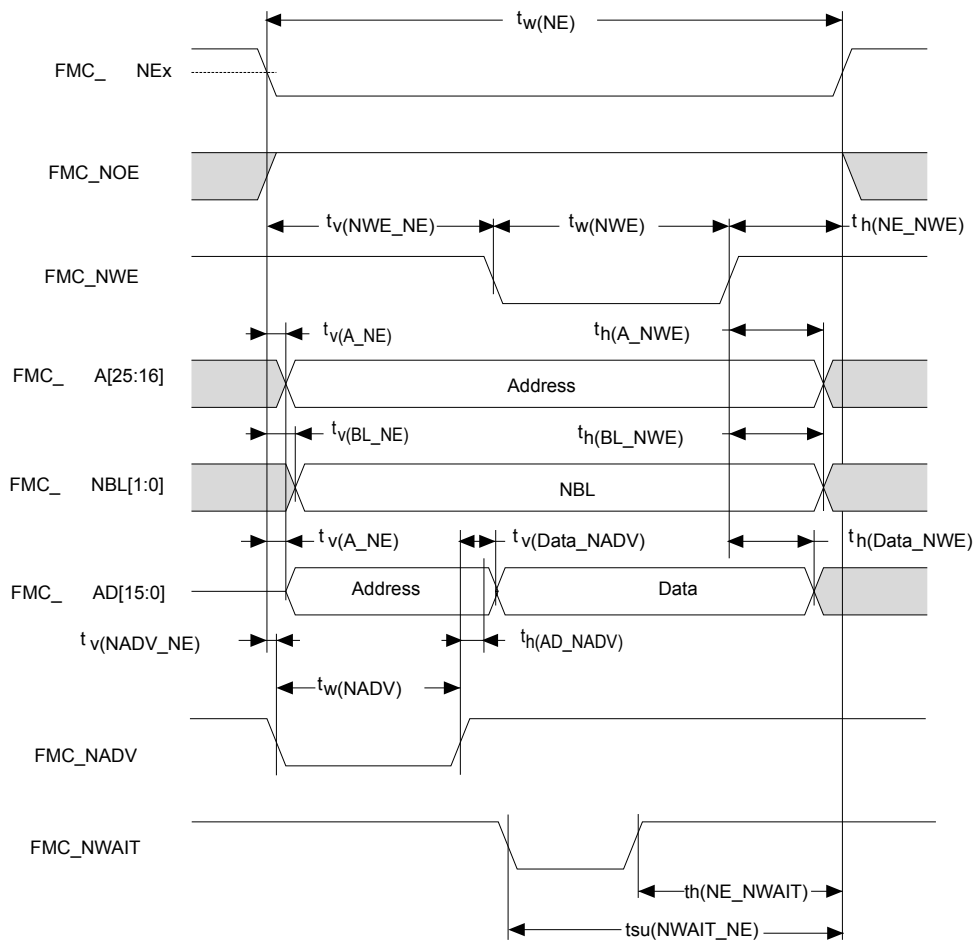 tw(NE)
FMC_ NEx
FMC_NOE
tv(NWE_NE) tw(NWE) th(NE_NWE)
FMC_NWE
tv(A_NE) th(A_NWE)
FMC_ A[25:16] Address
tv(BL_NE) th(BL_NWE)
FMC_ NBL[1:0] NBL
tv(A_NE) tv(Data_NADV) th(Data_NWE)
FMC_ AD[15:0] Address Data
tv(NADV_NE) th(AD_NADV)
tw(NADV)
FMC_NADV
FMC_NWAIT
th(NE_NWAIT)
tsu(NWAIT_NE)